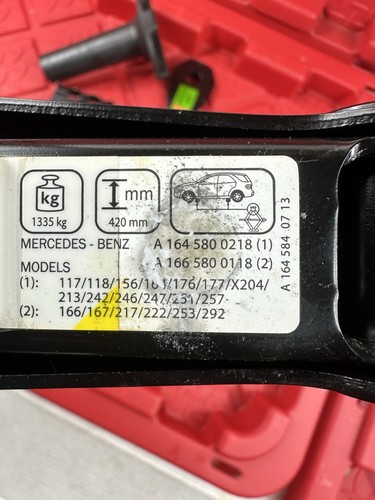 kg
mm
1335 kg
420 mm
MERCEDES - BENZ
A 164 580 0218 (1)
A 166 580 0118 (2)
MODELS
(1): 117/118/156/ /176/177/X204/
213/242/246/247/251/257
(2): 166/167/217/222/253/292
A 164 584 07 13